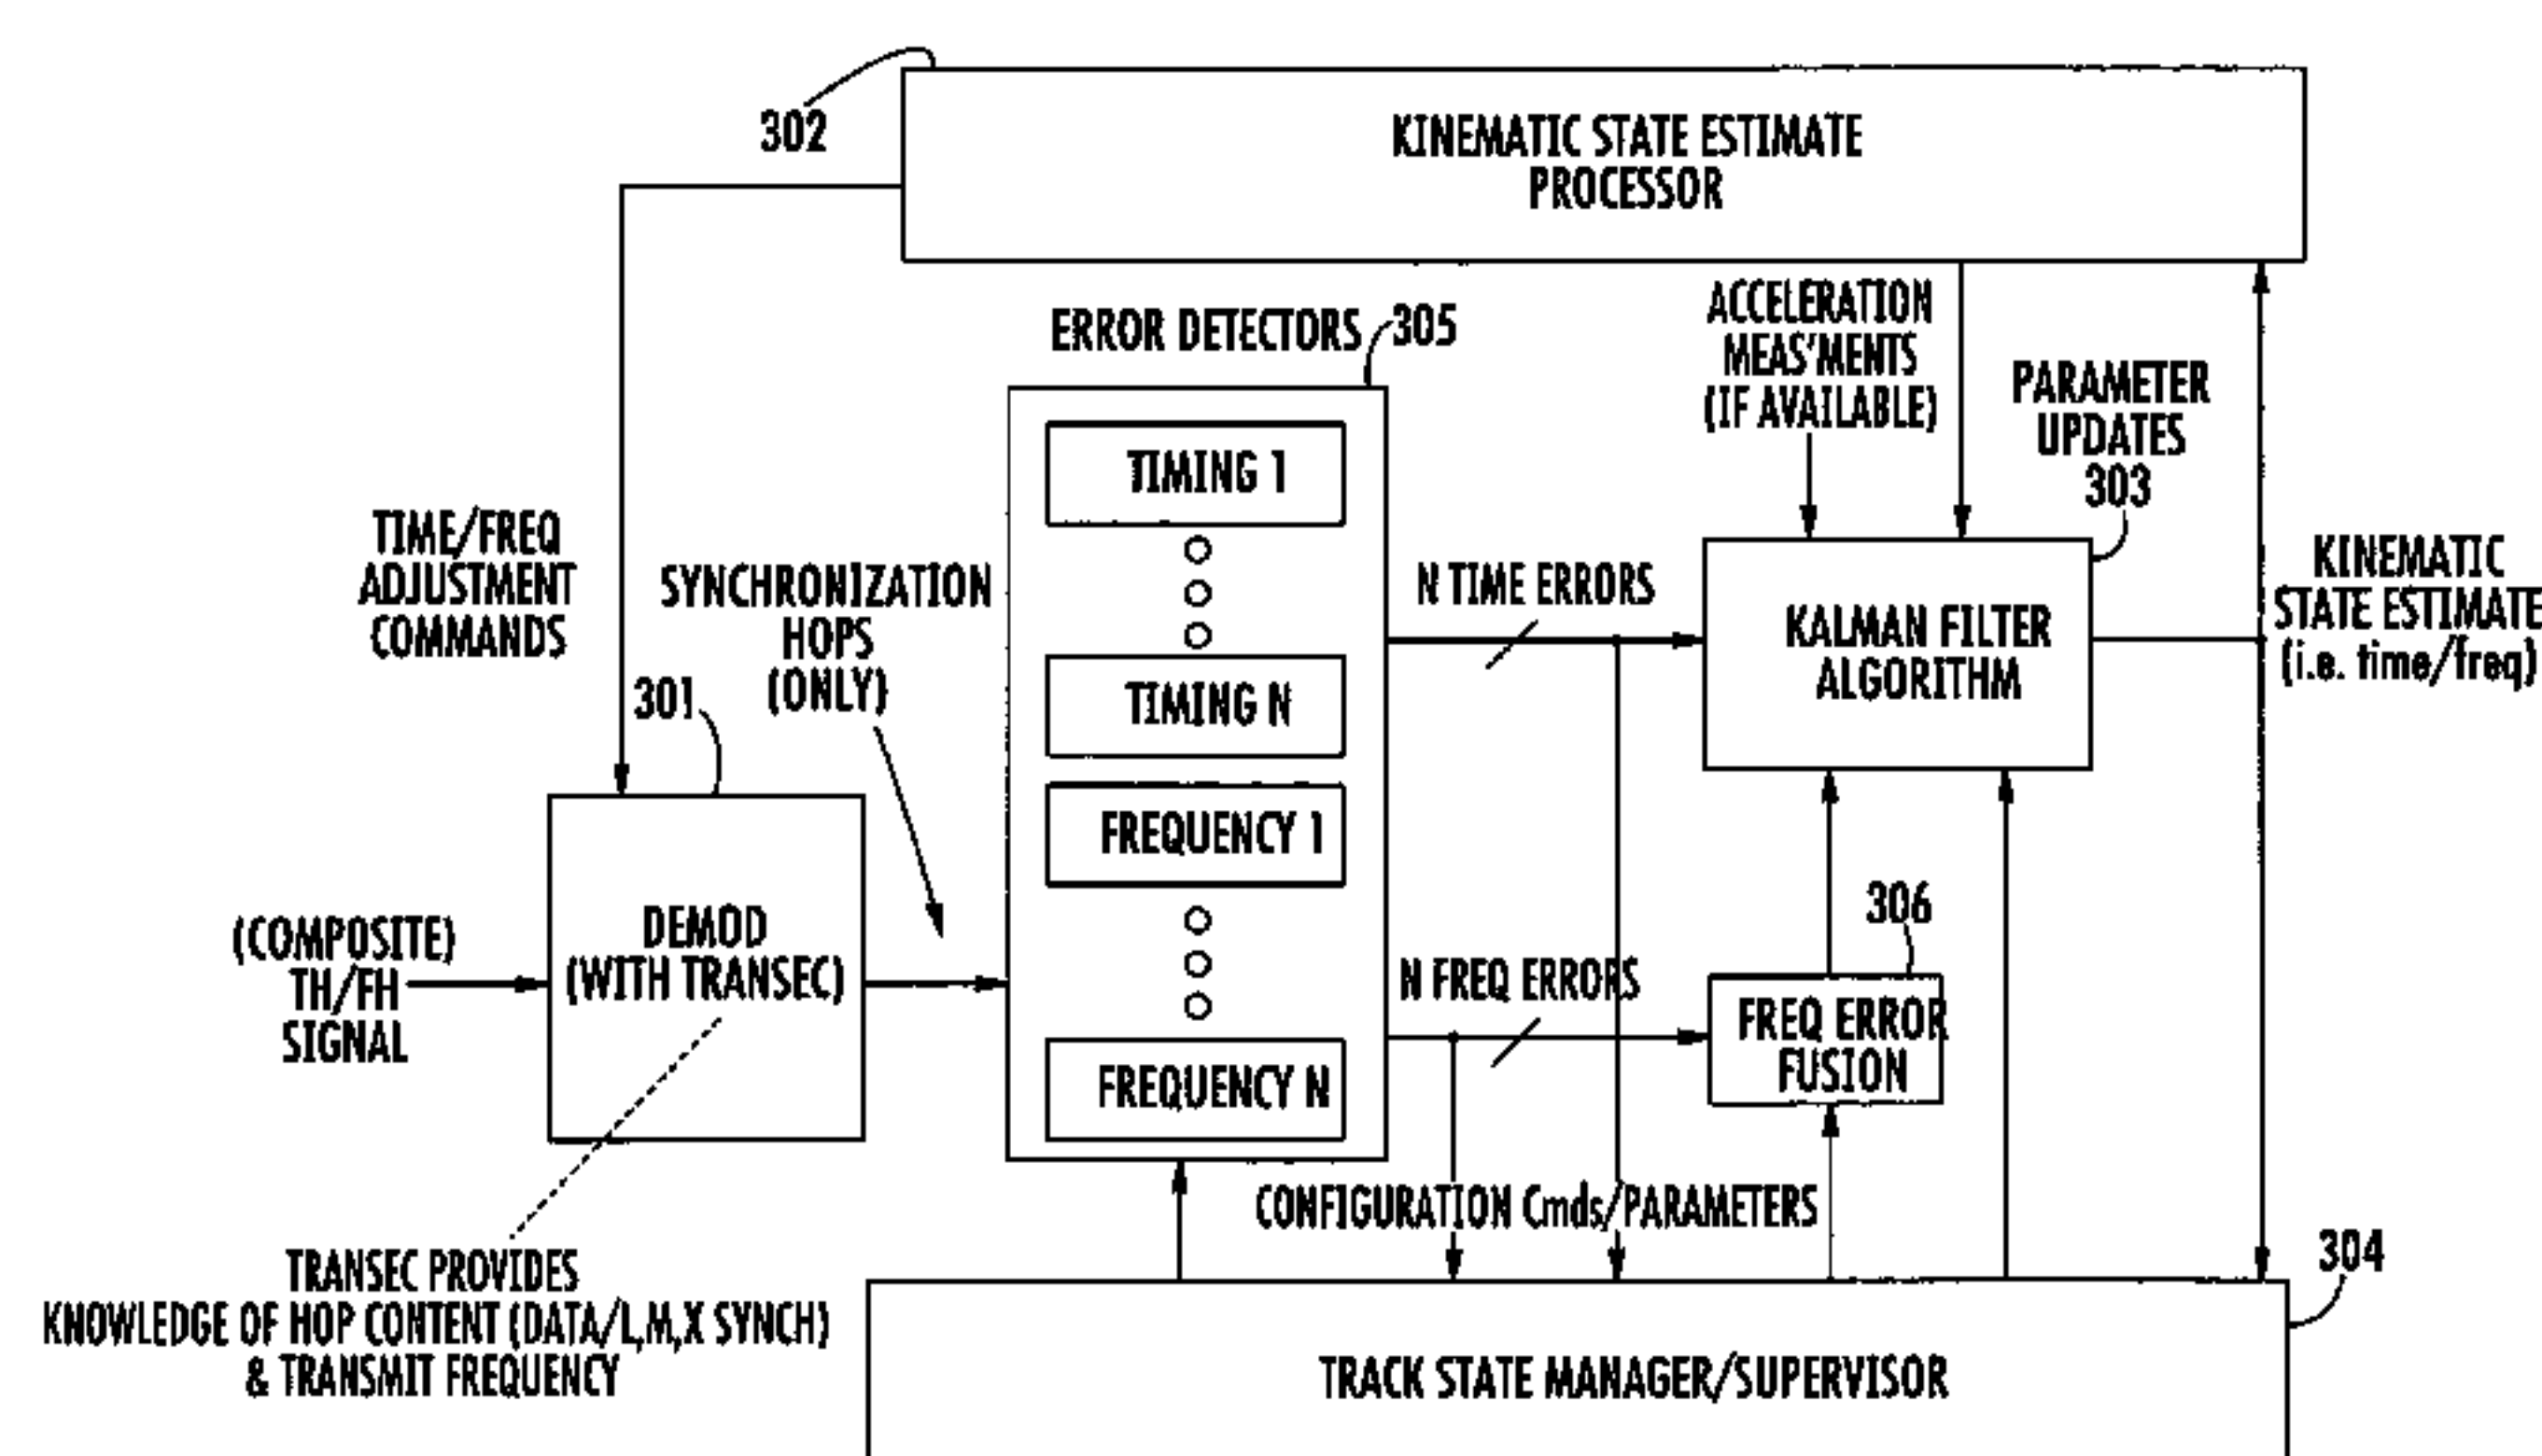 302
KINEMATIC STATE ESTIMATE
PROCESSOR
ERROR DETECTORS
305
ACCELERATION
MEAS'MENTS
(IF AVAILABLE)
PARAMETER
UPDATES
303
TIMING 1
TIMING N
FREQUENCY 1
FREQUENCY N
TIME/FREQ
ADJUSTMENT
COMMANDS
SYNCHRONIZATION
HOPS
(ONLY)
301
N TIME ERRORS
KALMAN FILTER
ALGORITHM
KINEMATIC
STATE ESTIMATE
(i.e. time/freq)
(COMPOSITE)
TH/FH
SIGNAL
DEMOD
(WITH TRANSEC)
N FREQ ERRORS
306
FREQ ERROR
FUSION
CONFIGURATION Cmds/PARAMETERS
TRANSEC PROVIDES
KNOWLEDGE OF HOP CONTENT (DATA/L,M,X SYNCH)
& TRANSMIT FREQUENCY
304
TRACK STATE MANAGER/SUPERVISOR